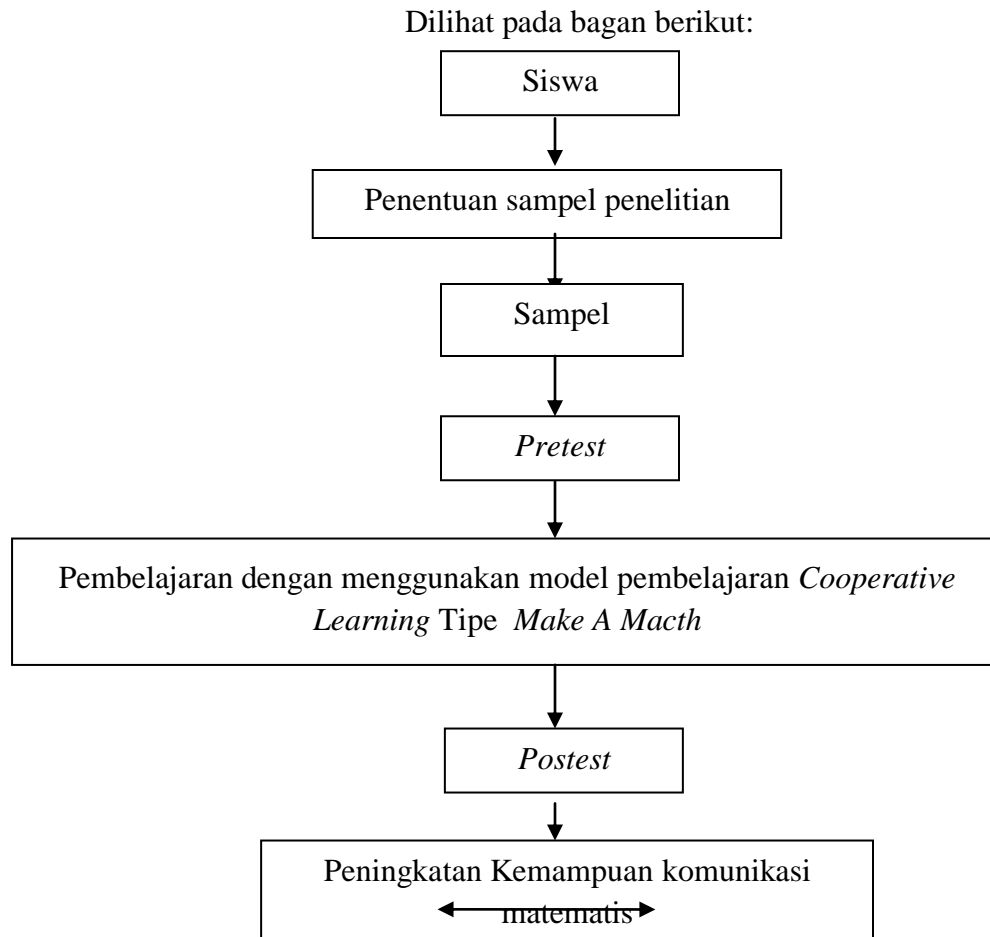 Dilihat pada bagan berikut:
Siswa
Penentuan sampel penelitian
Sampel
Pretest
Pembelajaran dengan menggunakan model pembelajaran Cooperative
Learning Tipe Make A Macth
Postest
Peningkatan Kemampuan komunikasi
matematis